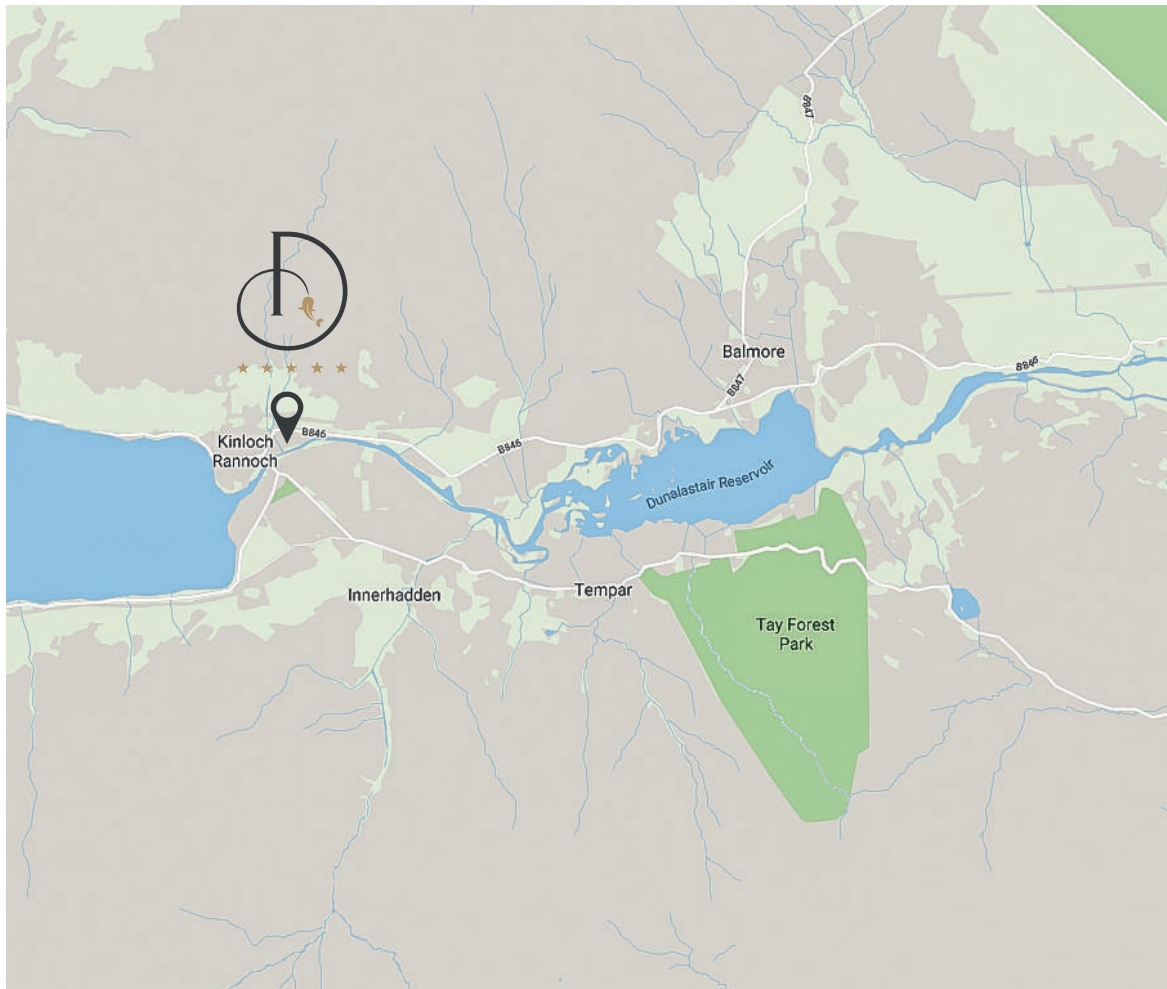 B847
D
Balmore
B847
B846
Kinloch
Rannoch
B846
B846
Dunalastair Reservoir
Innerhadden
Tempar
Tay Forest
Park